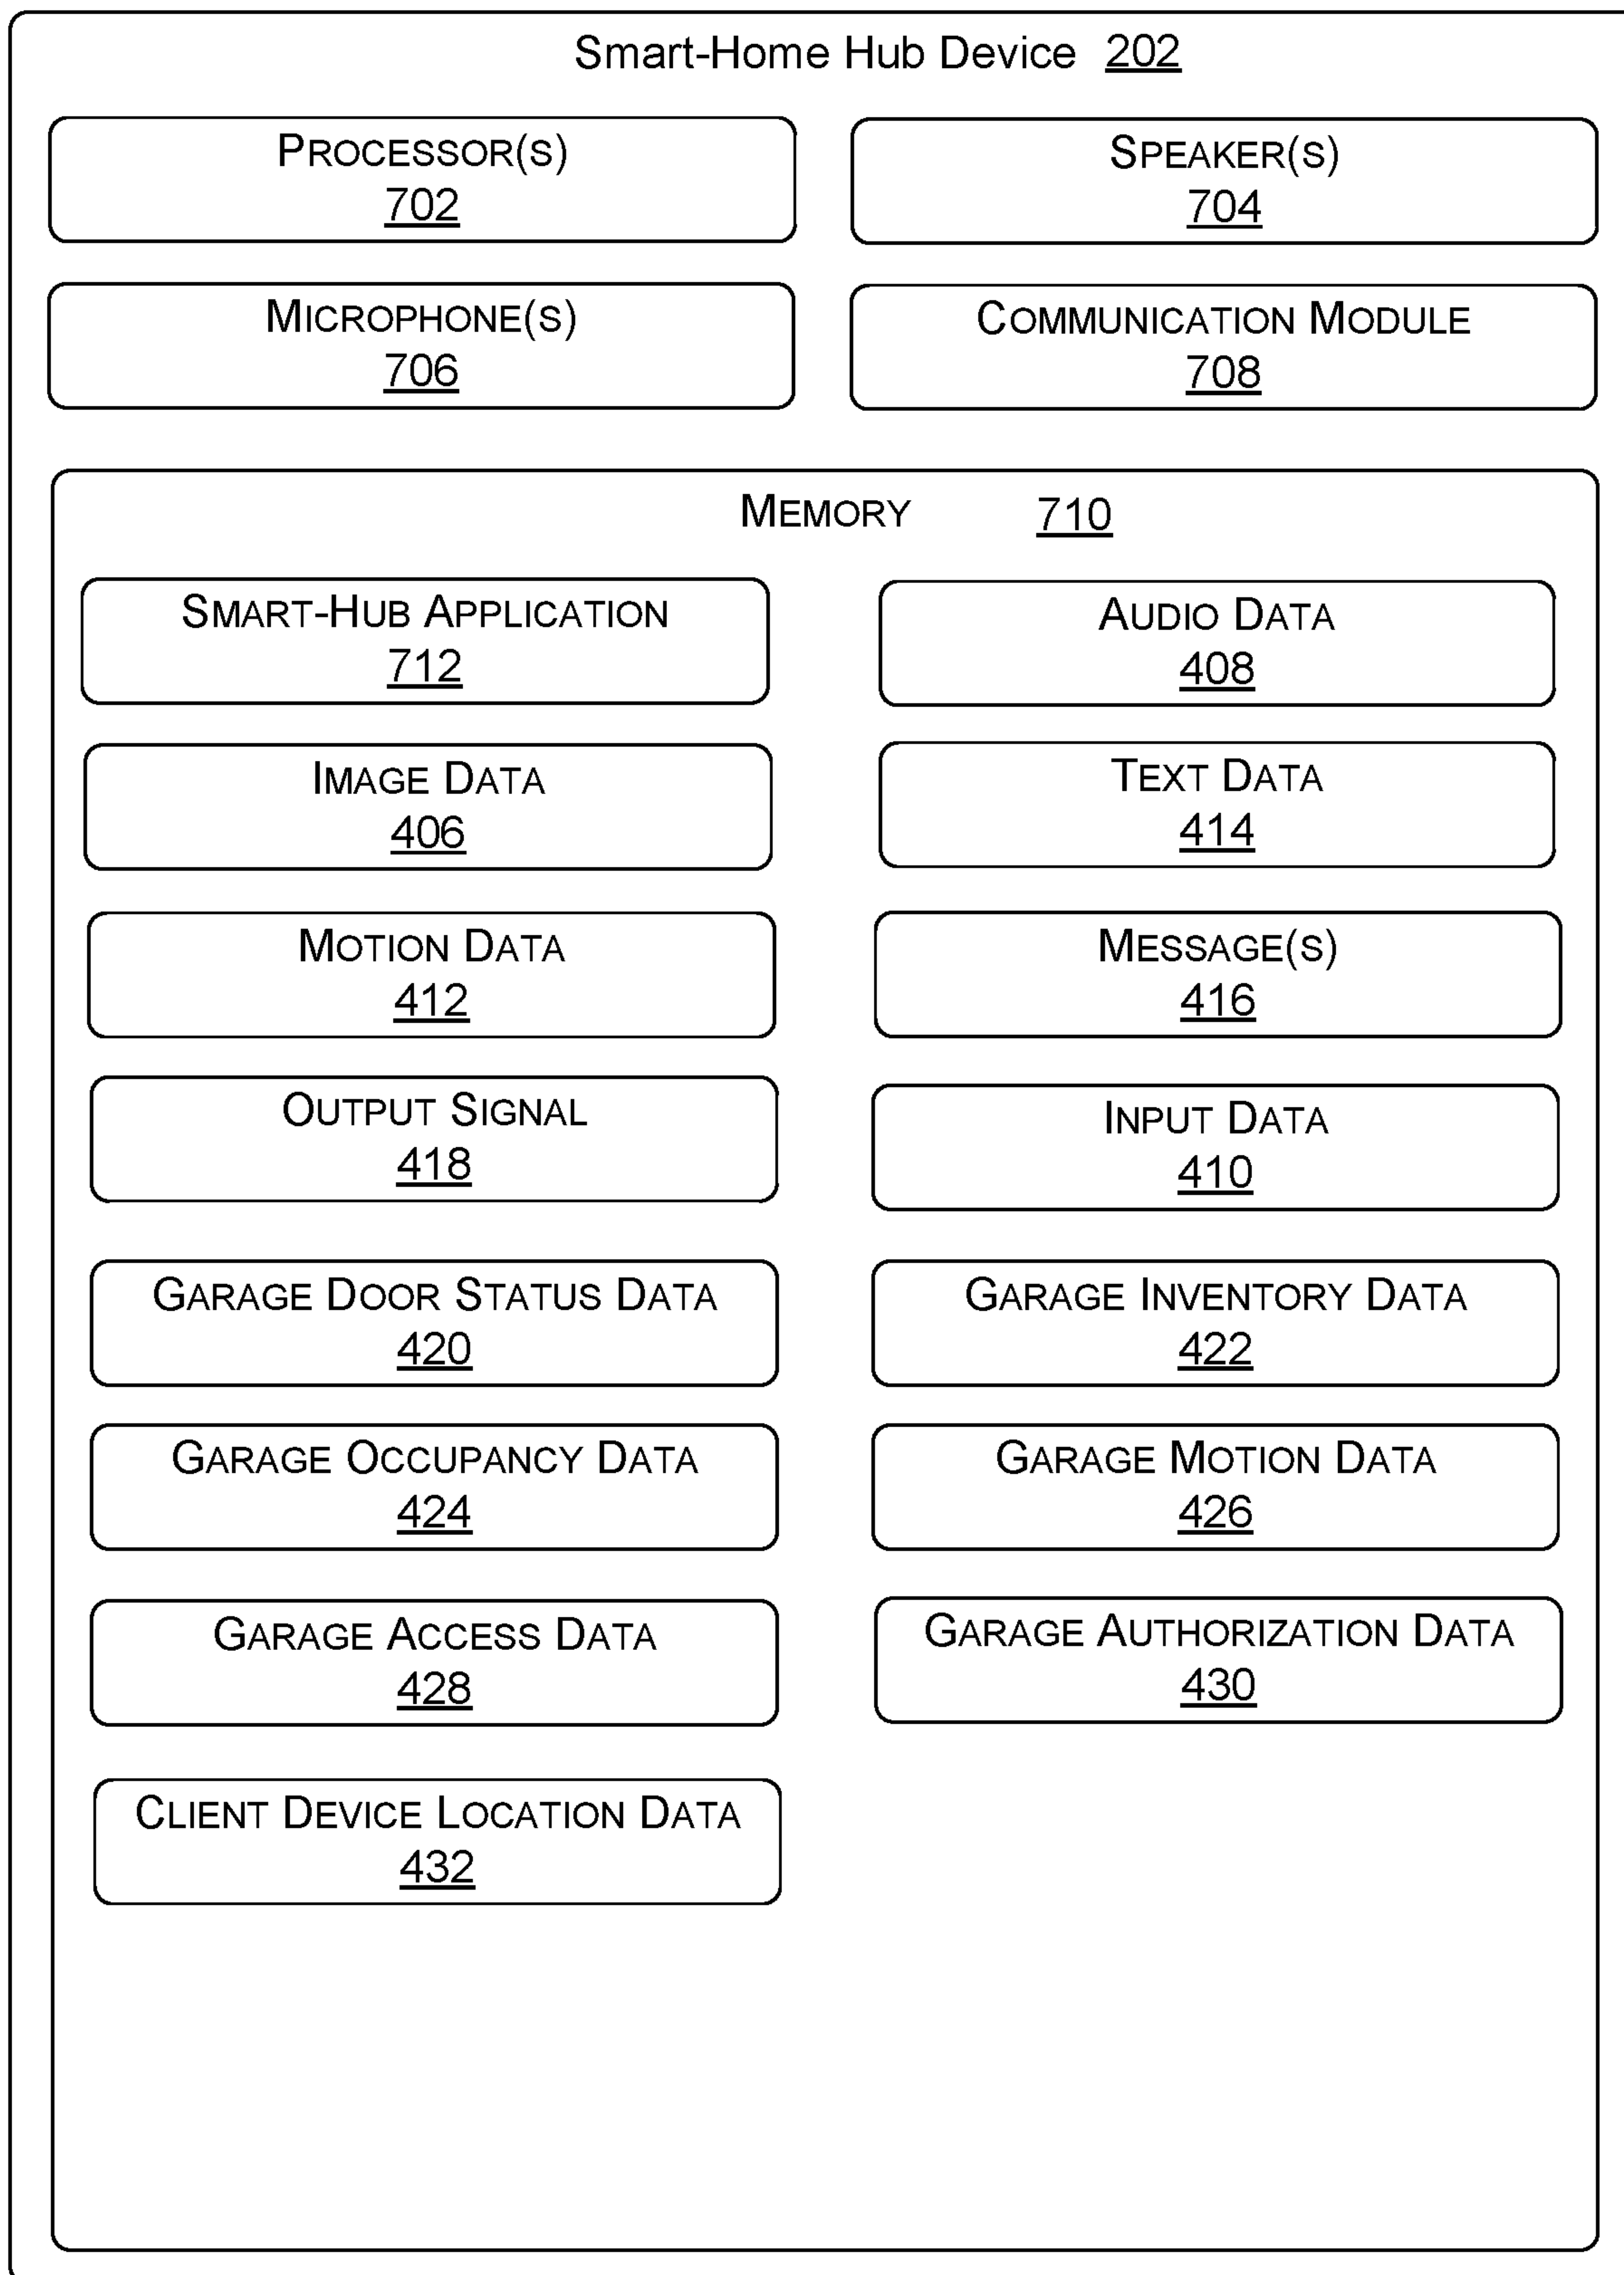 Smart-Home Hub Device 202
PROCESSOR(S)
702
SPEAKER(S)
704
MICROPHONE(S)
706
COMMUNICATION MODULE
708
MEMORY 710
SMART-HUB APPLICATION
712
AUDIO DATA
408
IMAGE DATA
406
TEXT DATA
414
MOTION DATA
412
MESSAGE(S)
416
OUTPUT SIGNAL
418
INPUT DATA
410
GARAGE DOOR STATUS DATA
420
GARAGE INVENTORY DATA
422
GARAGE OCCUPANCY DATA
424
GARAGE MOTION DATA
426
GARAGE ACCESS DATA
428
GARAGE AUTHORIZATION DATA
430
CLIENT DEVICE LOCATION DATA
432